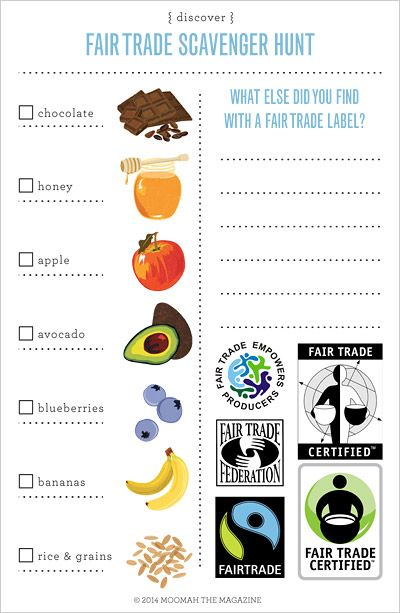 { discover }
FAIR TRADE SCAVENGER HUNT
chocolate
honey
apple
avocado
blueberries
bananas
rice & grains
WHAT ELSE DID YOU FIND
WITH A FAIR TRADE LABEL?
FAIR TRADE EMPOWERS
PRODUCERS
FAIR TRADE
CERTIFIED™
FAIR TRADE
FEDERATION
FAIRTRADE
FAIR TRADE
CERTIFIED™
© 2014 MOOMAH THE MAGAZINE